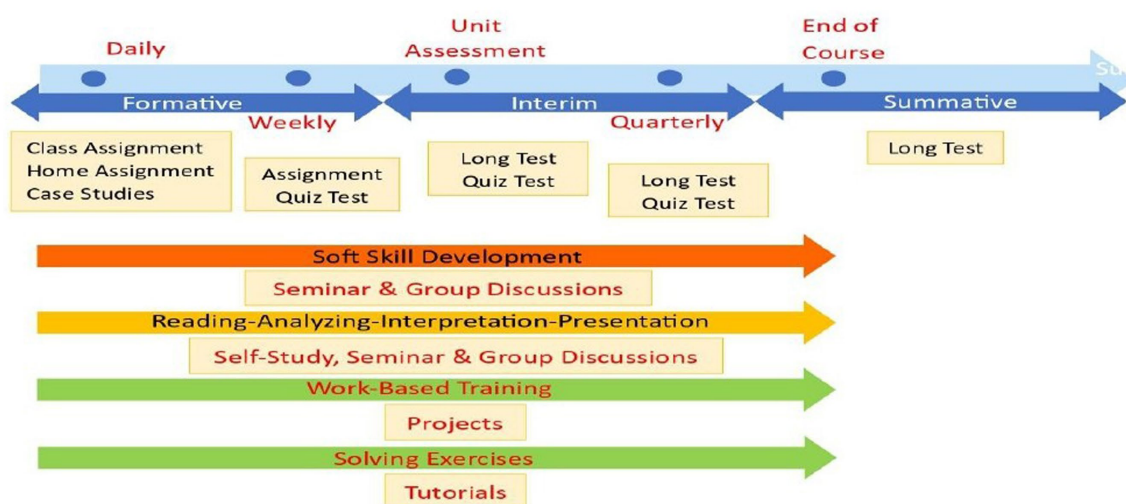 Daily
Unit
Assessment
End of
Course
Su
Formative
Interim
Summative
Weekly
Quarterly
Class Assignment
Home Assignment
Case Studies
Assignment
Quiz Test
Long Test
Quiz Test
Long Test
Quiz Test
Long Test
Soft Skill Development
Seminar & Group Discussions
Reading-Analyzing-Interpretation-Presentation
Self-Study, Seminar & Group Discussions
Work-Based Training
Projects
Solving Exercises
Tutorials